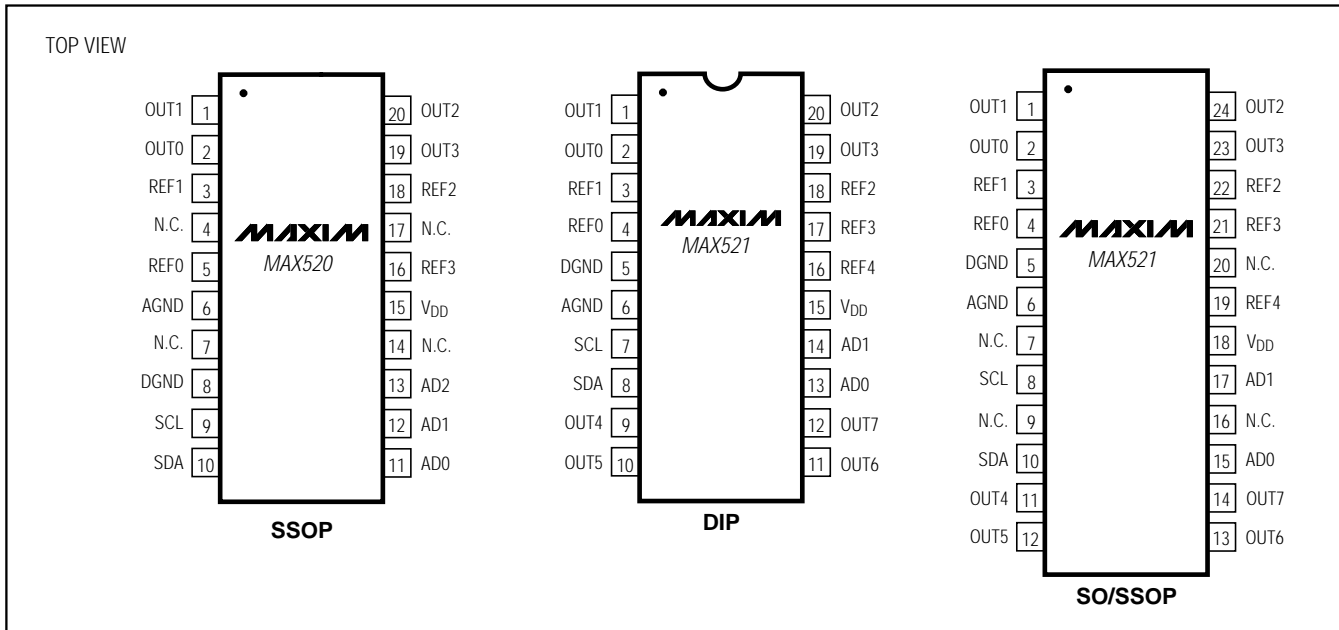 TOP VIEW
OUT1 1 20 OUT2
OUT0 2 19 OUT3
REF1 3 18 REF2
N.C. 4 17 N.C.
REF0 5 16 REF3
AGND 6 15 VDD
N.C. 7 14 N.C.
DGND 8 13 AD2
SCL 9 12 AD1
SDA 10 11 AD0
MAXIM
MAX520
SSOP
OUT1 1 20 OUT2
OUT0 2 19 OUT3
REF1 3 18 REF2
REF0 4 17 REF3
DGND 5 16 REF4
AGND 6 15 VDD
SCL 7 14 AD1
SDA 8 13 AD0
OUT4 9 12 OUT7
OUT5 10 11 OUT6
MAXIM
MAX521
DIP
OUT1 1 24 OUT2
OUT0 2 23 OUT3
REF1 3 22 REF2
REF0 4 21 REF3
DGND 5 20 N.C.
AGND 6 19 REF4
N.C. 7 18 VDD
SCL 8 17 AD1
N.C. 9 16 N.C.
SDA 10 15 AD0
OUT4 11 14 OUT7
OUT5 12 13 OUT6
MAXIM
MAX521
SO/SSOP